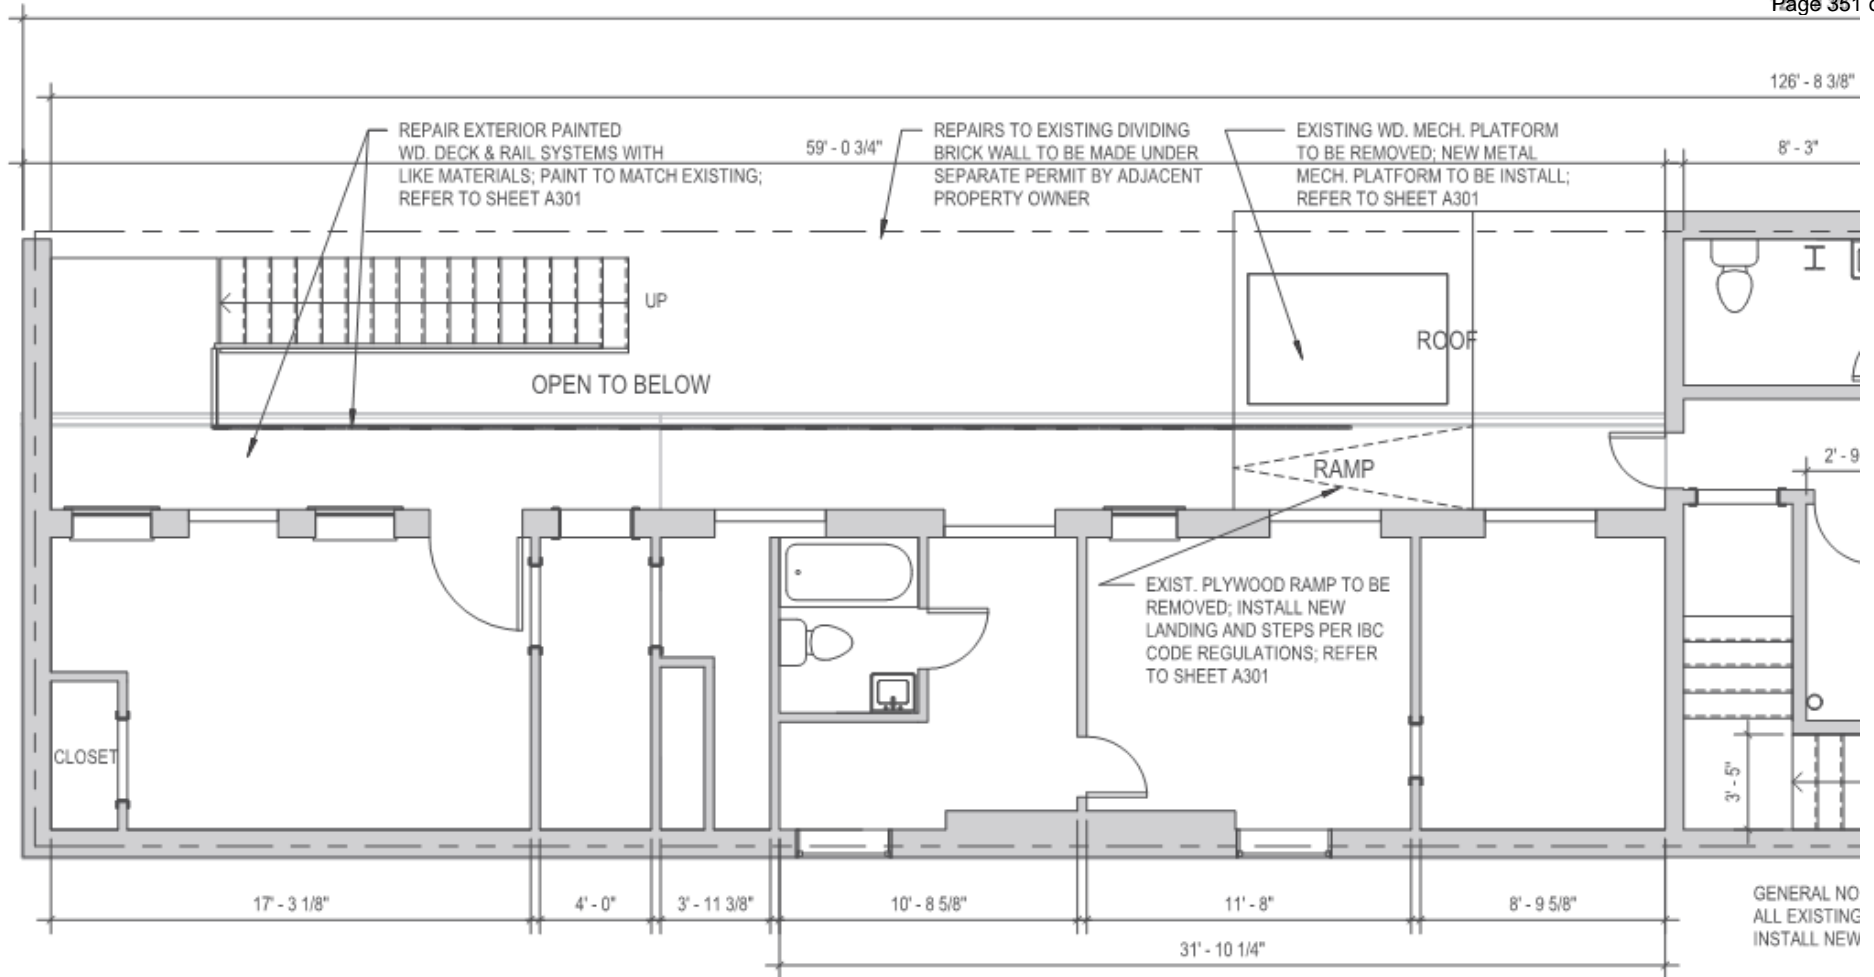 Page 351
126' - 8 3/8"
REPAIR EXTERIOR PAINTED
WD. DECK & RAIL SYSTEMS WITH
LIKE MATERIALS; PAINT TO MATCH EXISTING;
REFER TO SHEET A301
59' - 0 3/4"
REPAIRS TO EXISTING DIVIDING
BRICK WALL TO BE MADE UNDER
SEPARATE PERMIT BY ADJACENT
PROPERTY OWNER
EXISTING WD. MECH. PLATFORM
TO BE REMOVED; NEW METAL
MECH. PLATFORM TO BE INSTALL;
REFER TO SHEET A301
8' - 3"
UP
ROOF
OPEN TO BELOW
RAMP
2' - 9
EXIST. PLYWOOD RAMP TO BE
REMOVED; INSTALL NEW
LANDING AND STEPS PER IBC
CODE REGULATIONS; REFER
TO SHEET A301
CLOSET
3' - 5"
17' - 3 1/8"
4' - 0"
3' - 11 3/8"
10' - 8 5/8"
11' - 8"
8' - 9 5/8"
31' - 10 1/4"
GENERAL NO
ALL EXISTING
INSTALL NEW